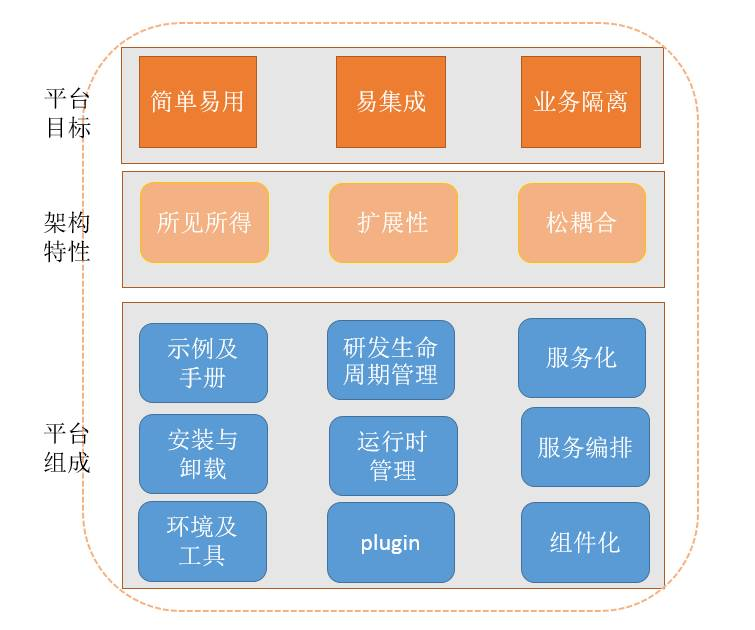 平台
目标
简单易用
易集成
业务隔离
架构
特性
所见所得
扩展性
松耦合
平台
组成
示例及
手册
研发生命
周期管理
服务化
安装与
卸载
运行时
管理
服务编排
环境及
工具
plugin
组件化